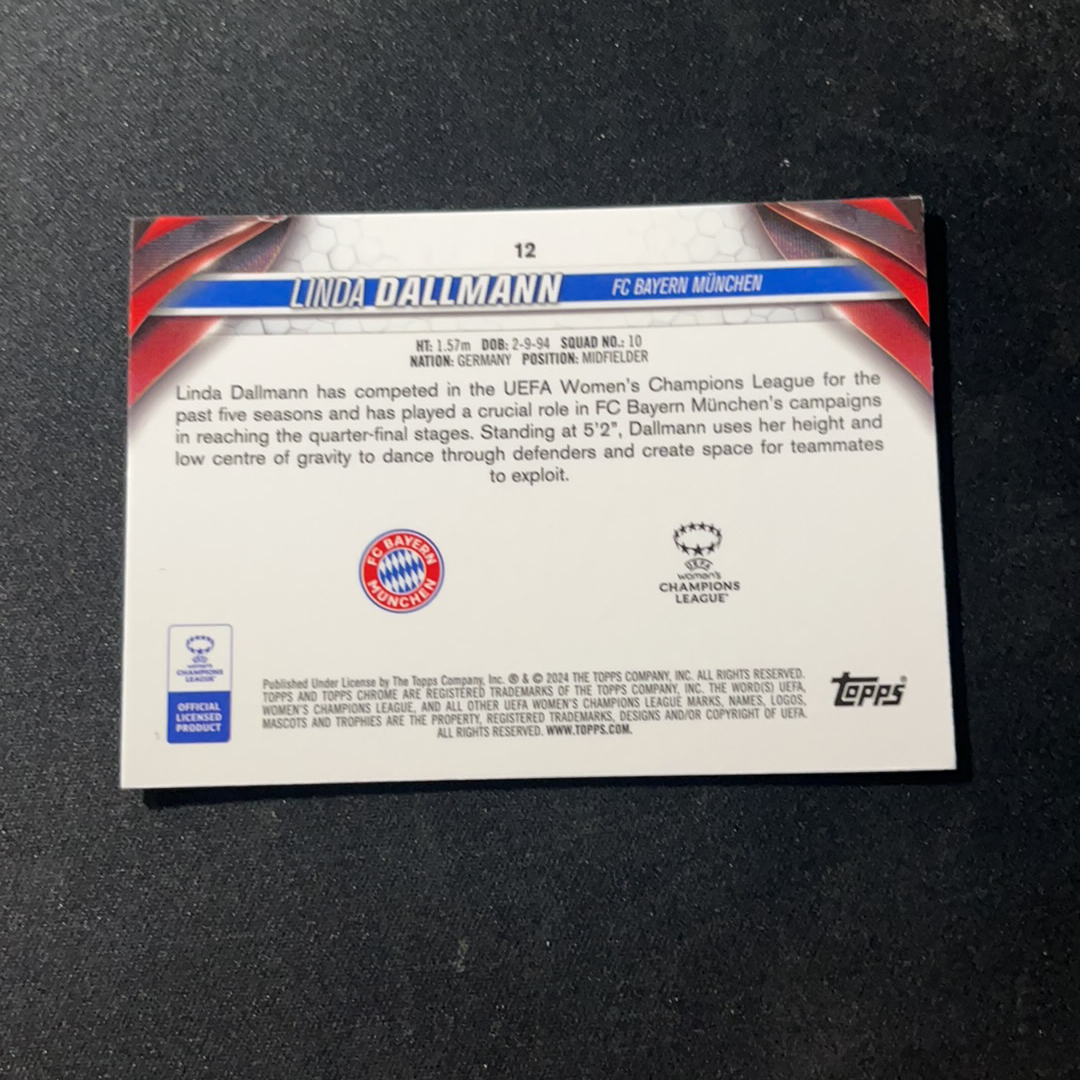 12
LINDA DALLMANN FC BAYERN MÜNCHEN
HT: 1.57m DOB: 2-9-94 SQUAD NO.: 10
NATION: GERMANY POSITION: MIDFIELDER
Linda Dallmann has competed in the UEFA Women's Champions League for the
past five seasons and has played a crucial role in FC Bayern München's campaigns
in reaching the quarter-final stages. Standing at 5'2", Dallmann uses her height and
low centre of gravity to dance through defenders and create space for teammates
to exploit.
FC BAYERN
MÜNCHEN
UEFA
women's
CHAMPIONS
LEAGUE
women's
CHAMPIONS
LEAGUE
OFFICIAL
LICENSED
PRODUCT
Published Under License by The Topps Company, Inc. ® & © 2024 THE TOPPS COMPANY, INC. ALL RIGHTS RESERVED.
TOPPS AND TOPPS CHROME ARE REGISTERED TRADEMARKS OF THE TOPPS COMPANY, INC. THE WORD(S) UEFA,
WOMEN'S CHAMPIONS LEAGUE, AND ALL OTHER UEFA WOMEN'S CHAMPIONS LEAGUE MARKS, NAMES, LOGOS,
MASCOTS AND TROPHIES ARE THE PROPERTY, REGISTERED TRADEMARKS, DESIGNS AND/OR COPYRIGHT OF UEFA.
ALL RIGHTS RESERVED. WWW.TOPPS.COM.
Topps®